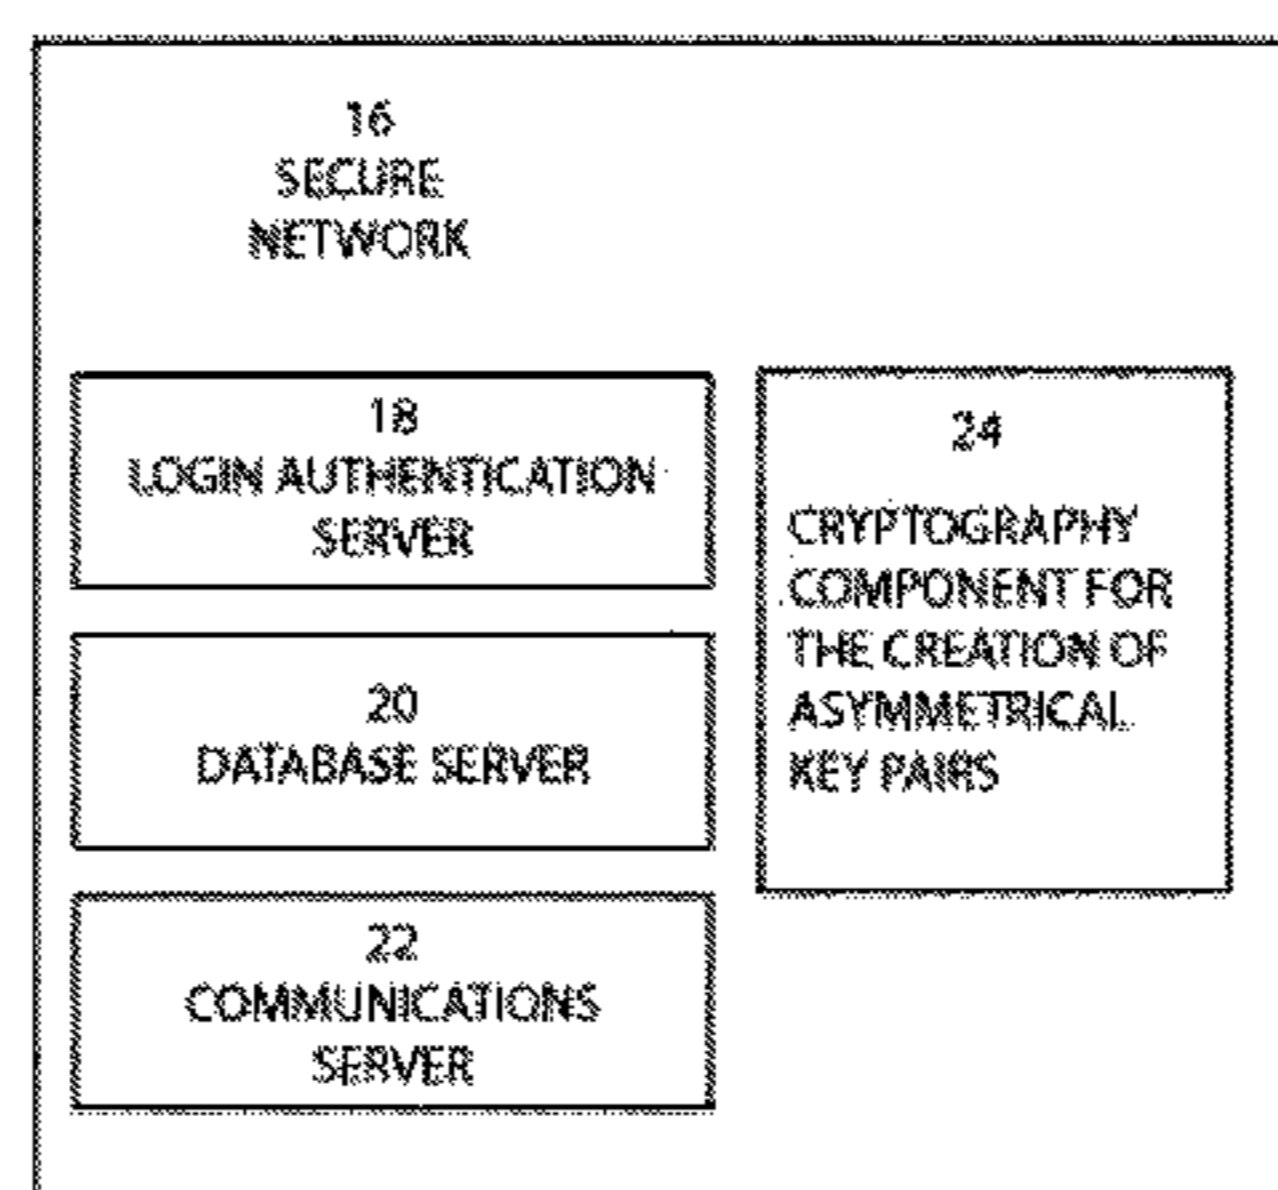 16
SECURE
NETWORK
18
LOGIN AUTHENTICATION
SERVER
20
DATABASE SERVER
22
COMMUNICATIONS
SERVER
24
CRYPTOGRAPHY
COMPONENT FOR
THE CREATION OF
ASYMMETRICAL
KEY PAIRS